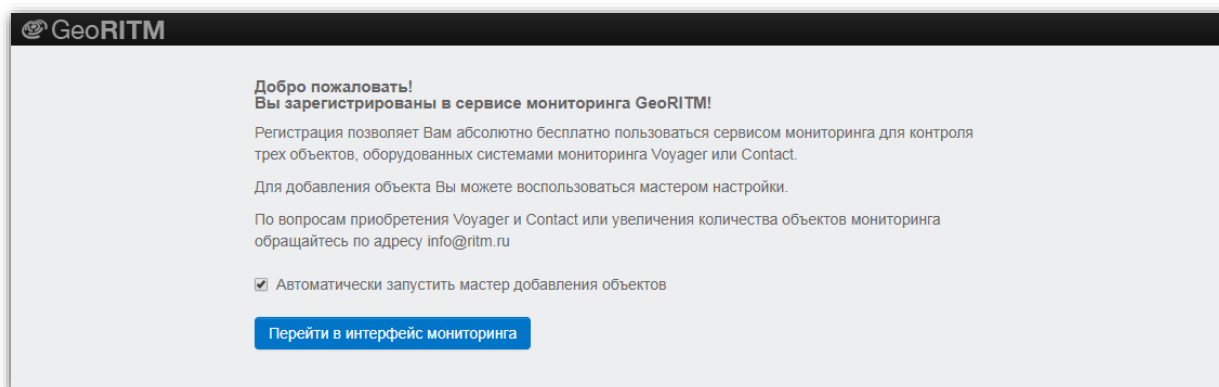 GeoRITM
Добро пожаловать!
Вы зарегистрированы в сервисе мониторинга GeoRITM!
Регистрация позволяет Вам абсолютно бесплатно пользоваться сервисом мониторинга для контроля
трех объектов, оборудованных системами мониторинга Voyager или Contact.
Для добавления объекта Вы можете воспользоваться мастером настройки.
По вопросам приобретения Voyager и Contact или увеличения количества объектов мониторинга
обращайтесь по адресу info@ritm.ru
Автоматически запустить мастер добавления объектов
Перейти в интерфейс мониторинга